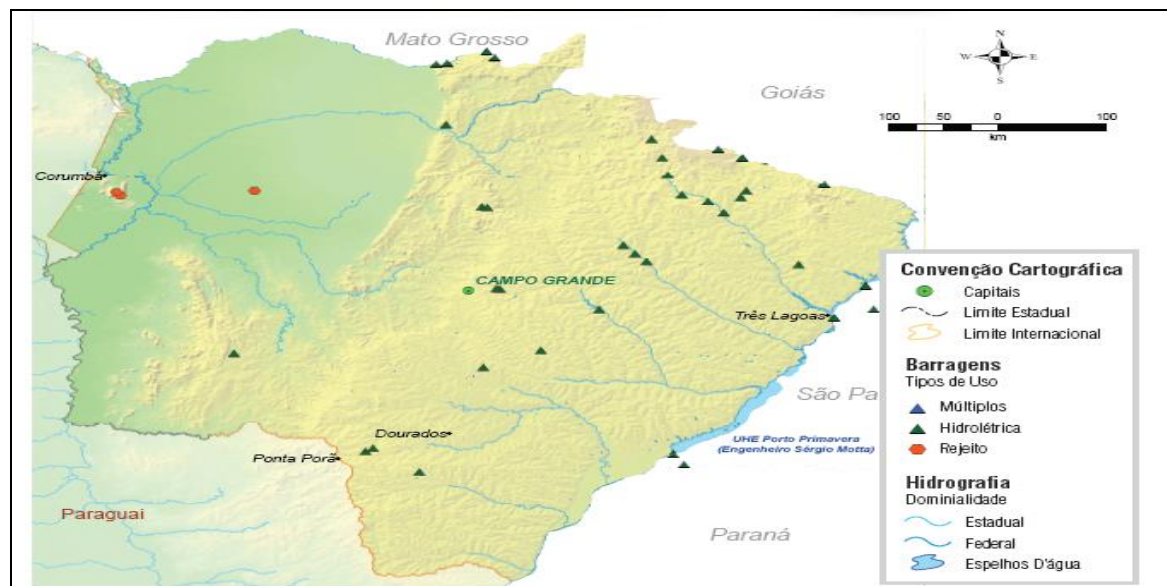 Mato Grosso
N
W E
S
Goiás
100 0 100
km
Corumbá
CAMPO GRANDE
Três Lagoas
São Pa
Dourados
UHE Porto Primavera
(Engenheiro Sérgio Motta)
Ponta Porã
Paraguai
Paraná
Convenção Cartográfica
Capitais
Limite Estadual
Limite Internacional
Barragens
Tipos de Uso
Múltiplos
Hidrolétrica
Rejeito
Hidrografia
Dominialidade
Estadual
Federal
Espelhos D'água